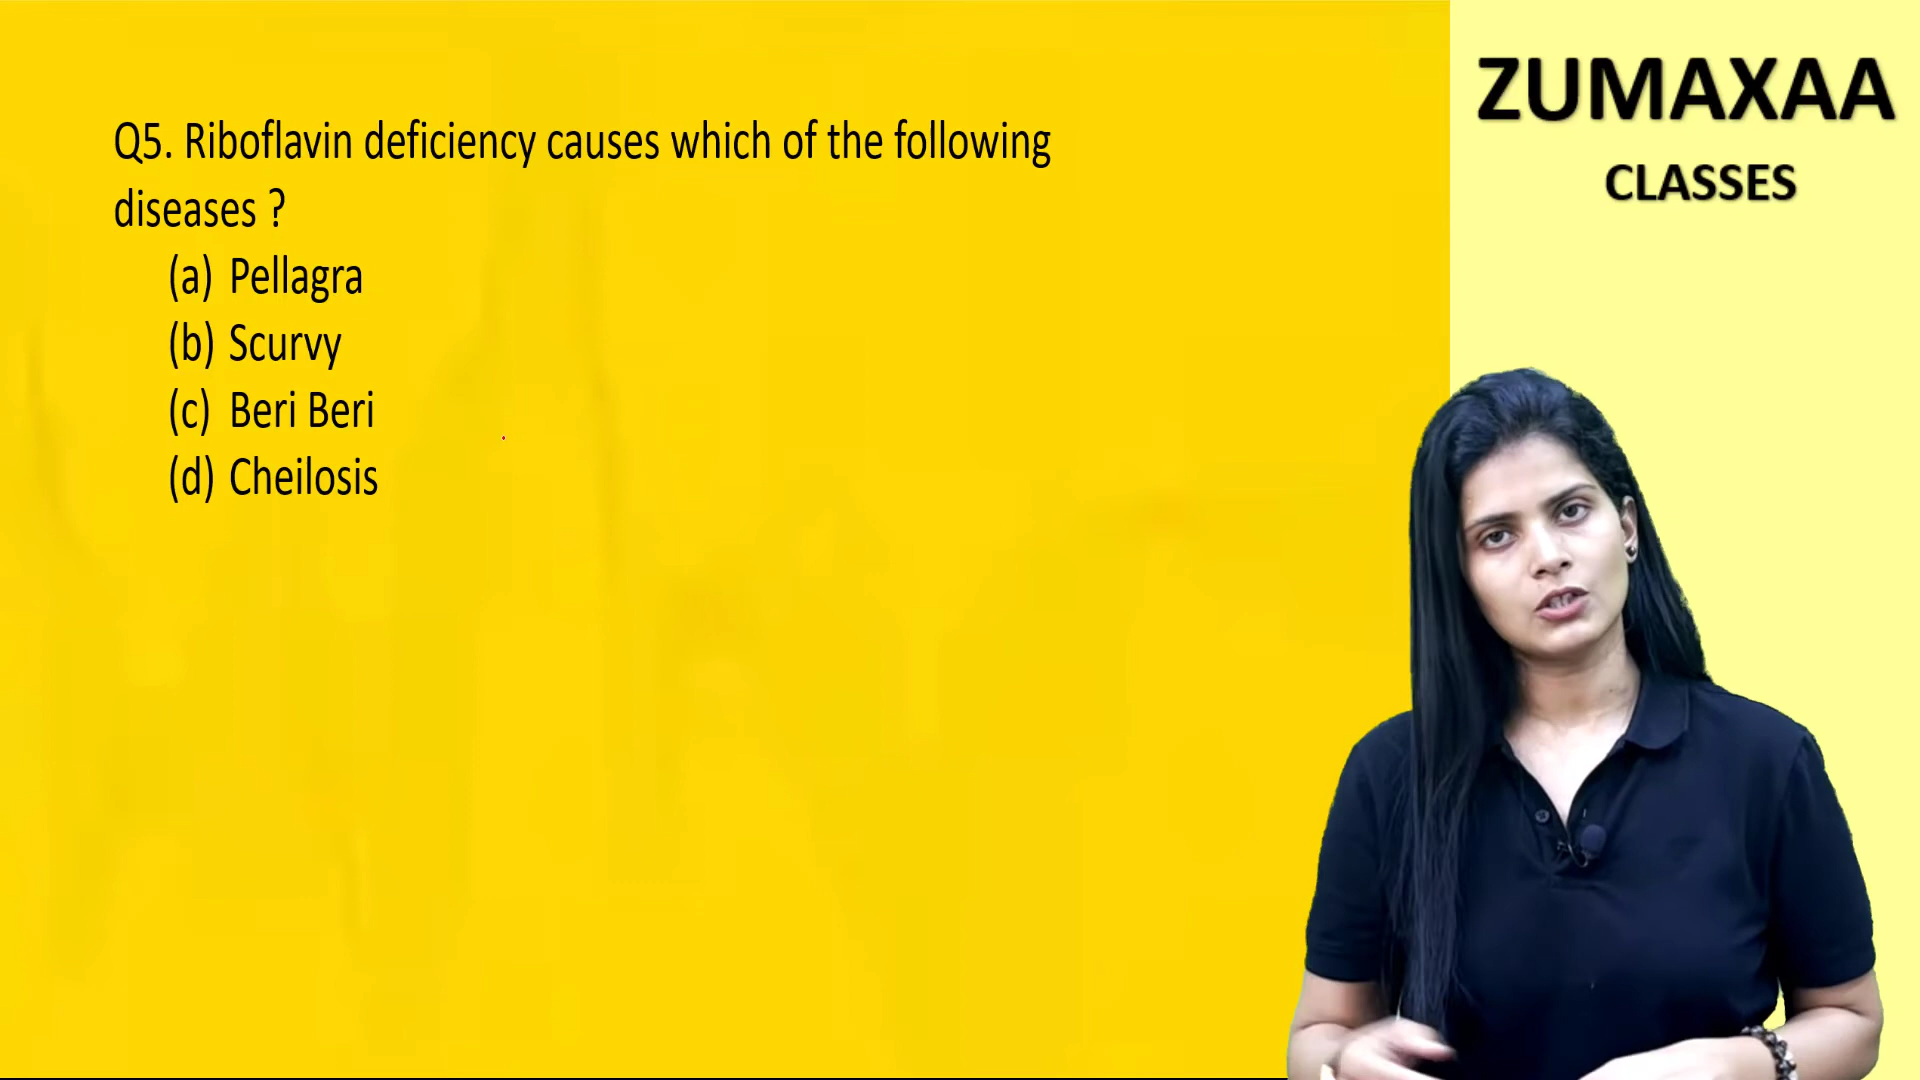 Q5. Riboflavin deficiency causes which of the following
diseases ?
(a) Pellagra
(b) Scurvy
(c) Beri Beri
(d) Cheilosis
ZUMAXAA
CLASSES